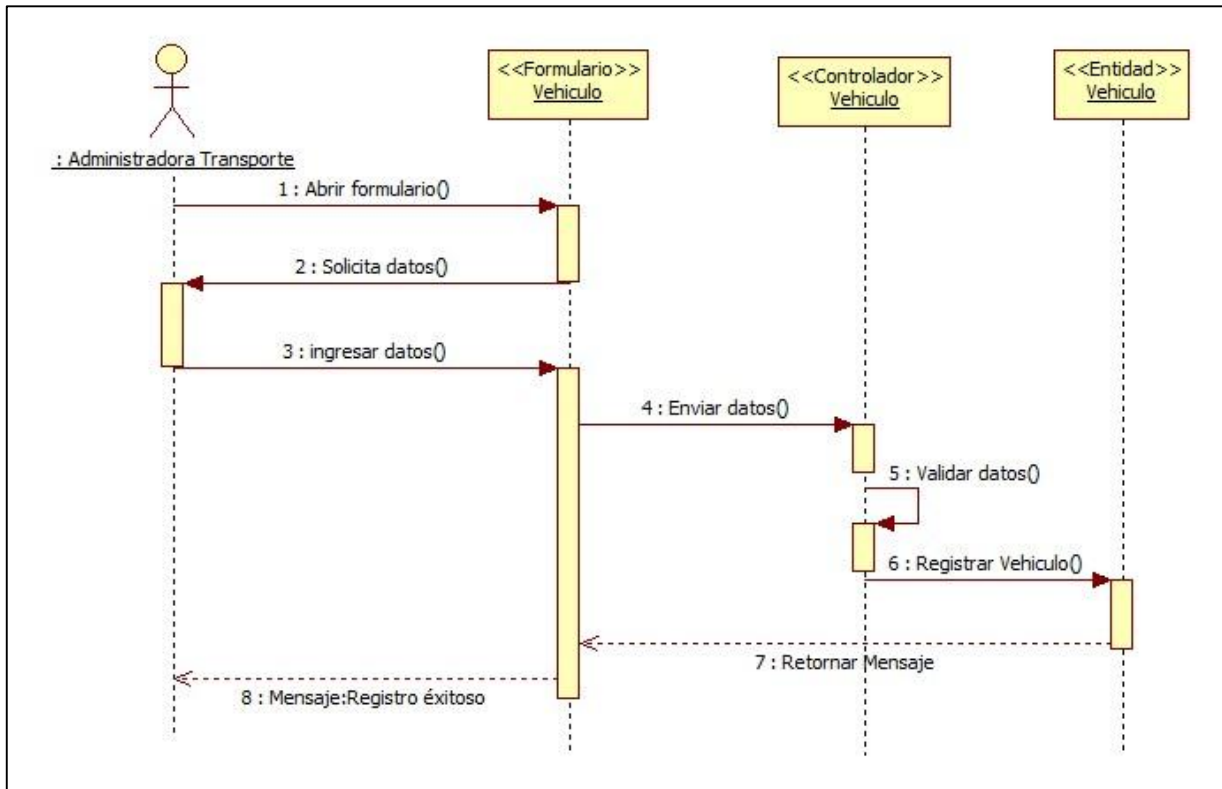 <<Formulario>>
Vehiculo
<<Controlador>>
Vehiculo
<<Entidad>>
Vehiculo
: Administradora Transporte
1 : Abrir formulario()
2 : Solicita datos()
3 : ingresar datos()
4 : Enviar datos()
5 : Validar datos()
6 : Registrar Vehiculo()
7 : Retornar Mensaje
8 : Mensaje:Registro éxitoso